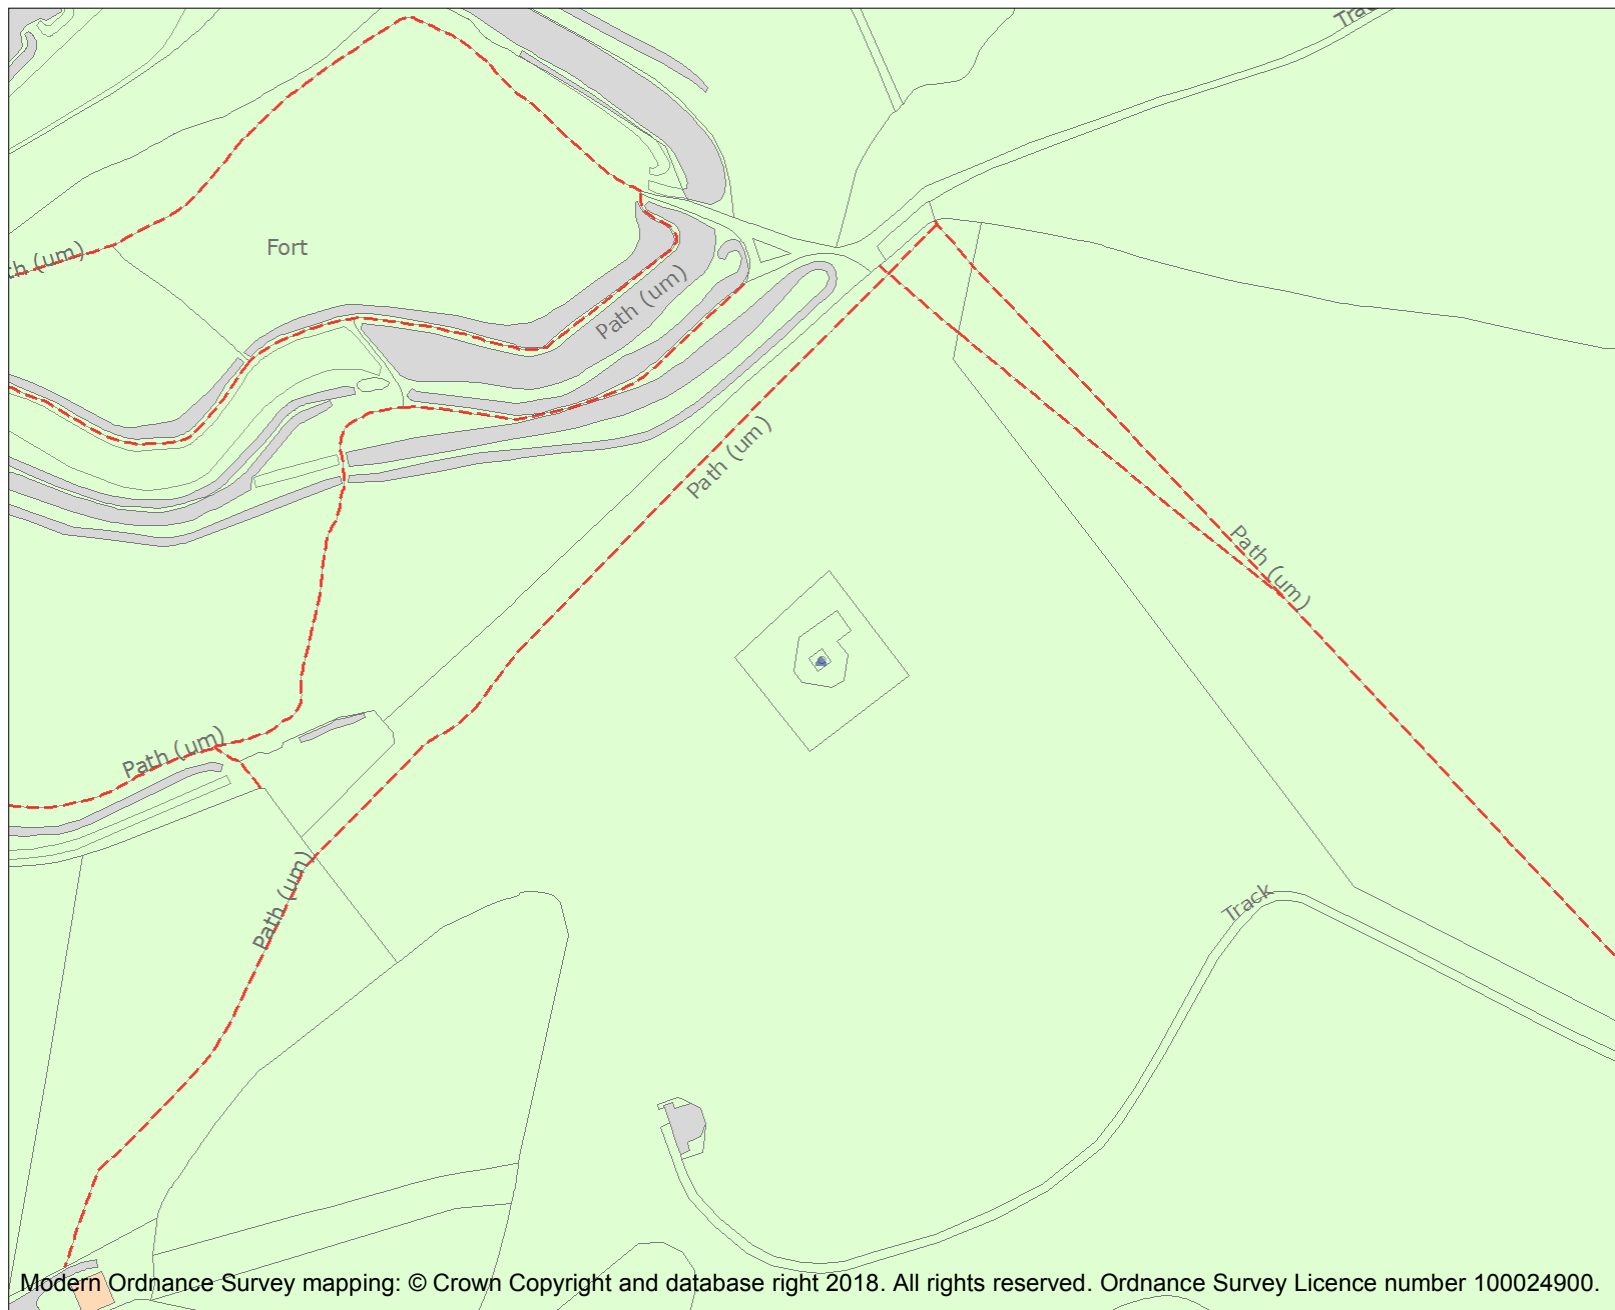 Fort
Path (um)
Path (um)
Path (um)
Path (um)
Path (um)
Track
Modern Ordnance Survey mapping: © Crown Copyright and database right 2018. All rights reserved. Ordnance Survey Licence number 100024900.